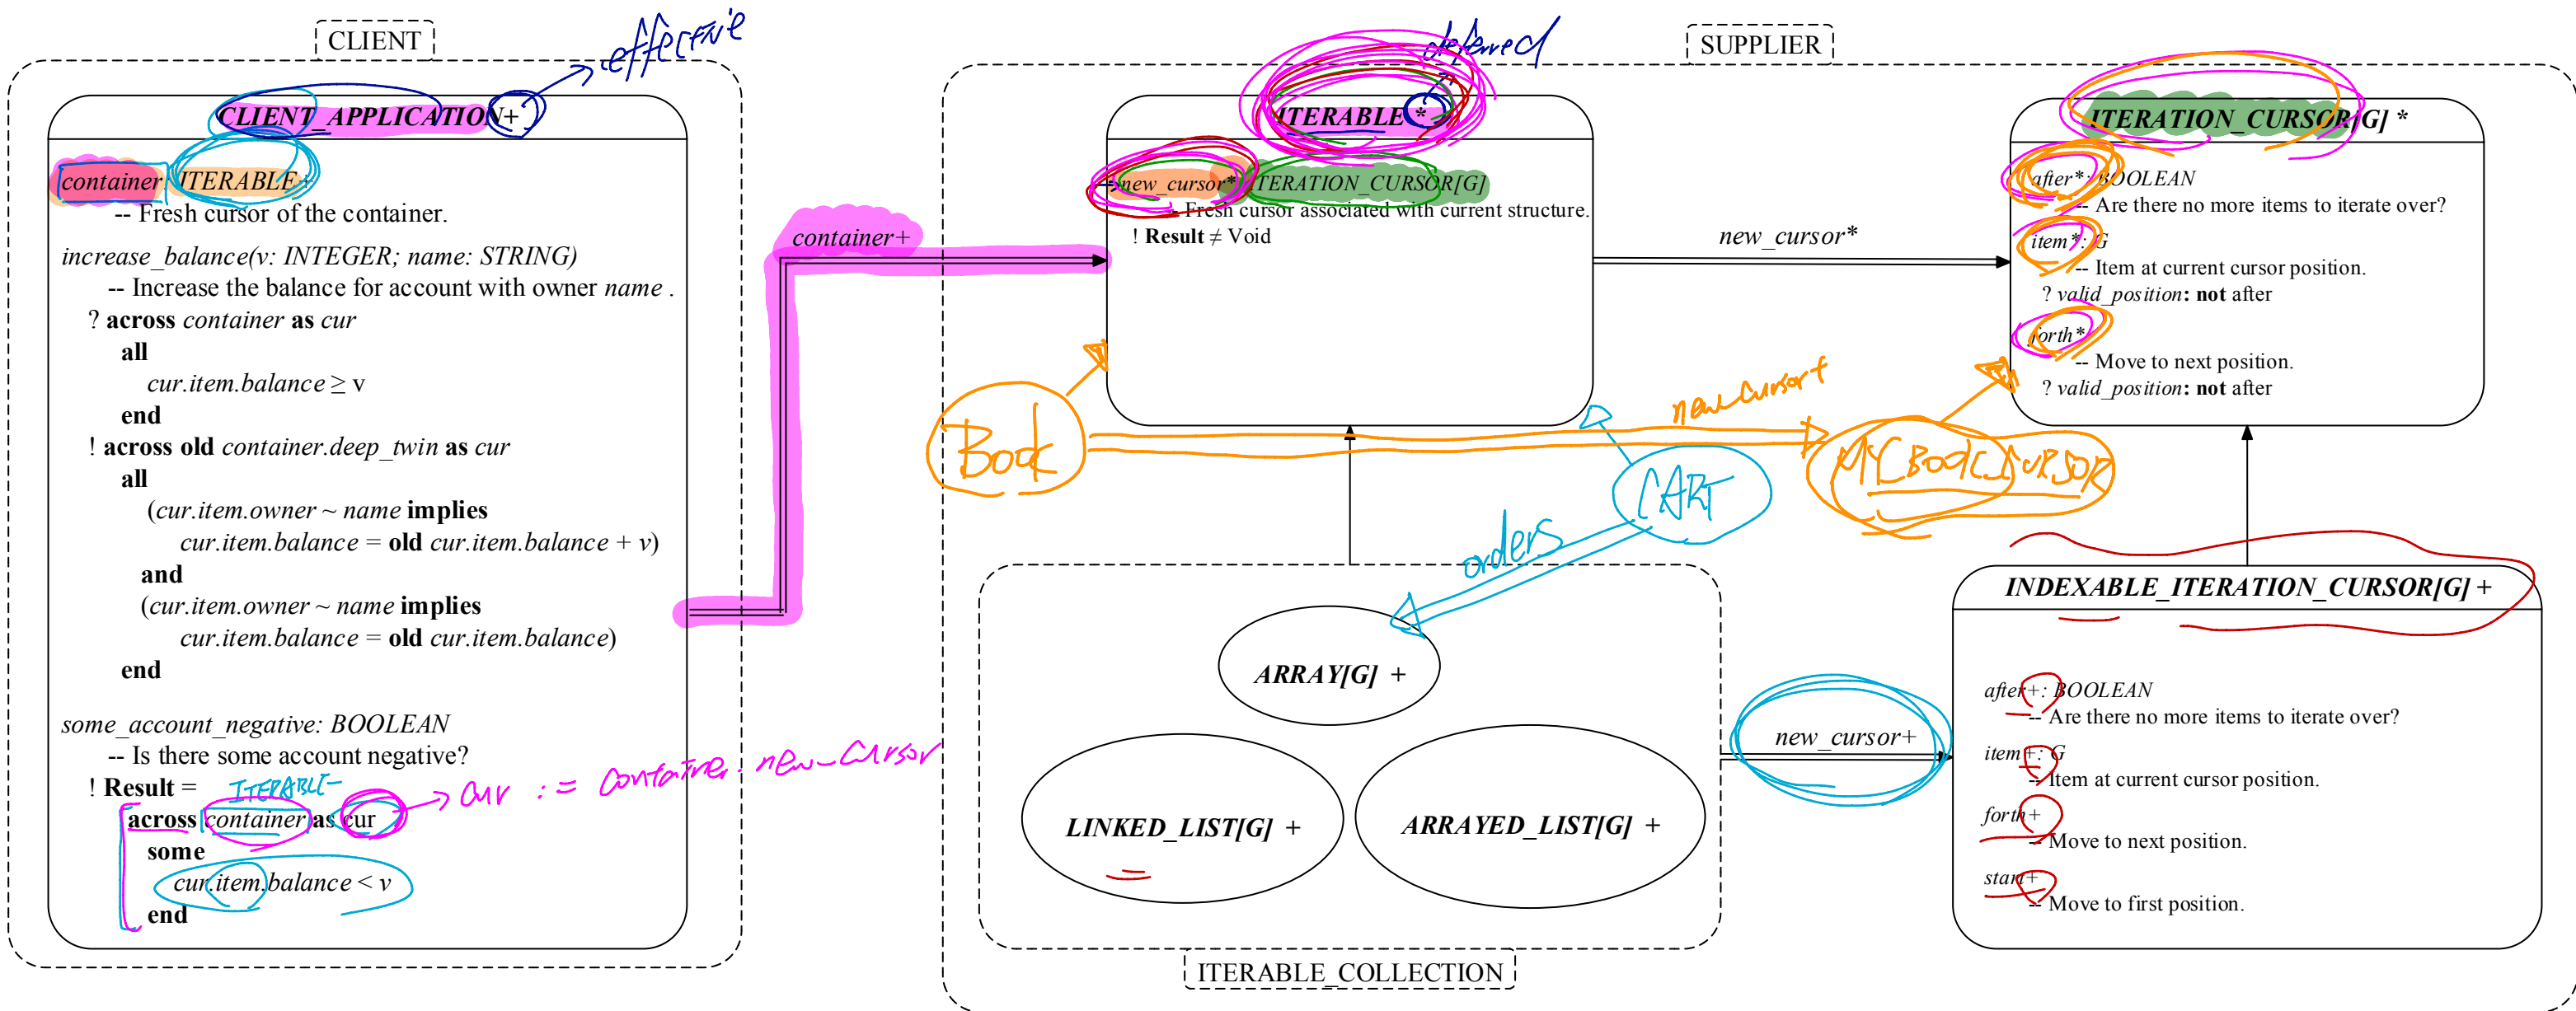 CLIENT
effective
CLIENT_APPLICATION+
container: ITERABLE+
-- Fresh cursor of the container.
increase_balance(v: INTEGER; name: STRING)
-- Increase the balance for account with owner name .
? across container as cur
all
cur.item.balance ≥ v
end
! across old container.deep_twin as cur
all
(cur.item.owner ~ name implies
cur.item.balance = old cur.item.balance + v)
and
(cur.item.owner ~ name implies
cur.item.balance = old cur.item.balance)
end
some_account_negative: BOOLEAN
-- Is there some account negative?
! Result =
ITERABLE
across container as cur
cur := container.new_cursor
some
cur.item.balance < v
end
container+
SUPPLIER
deferred
ITERABLE *
+ new_cursor*: ITERATION_CURSOR[G]
-- Fresh cursor associated with current structure.
! Result ≠ Void
new_cursor*
ITERATION_CURSOR[G] *
after*: BOOLEAN
-- Are there no more items to iterate over?
item*: G
-- Item at current cursor position.
? valid_position: not after
forth*
-- Move to next position.
? valid_position: not after
Book
new_cursor+
MY_BOOK_CURSOR
CART
orders
ARRAY[G] +
LINKED_LIST[G] +
ARRAYED_LIST[G] +
ITERABLE_COLLECTION
new_cursor+
INDEXABLE_ITERATION_CURSOR[G] +
after+: BOOLEAN
-- Are there no more items to iterate over?
item+: G
-- Item at current cursor position.
forth+
-- Move to next position.
start+
-- Move to first position.